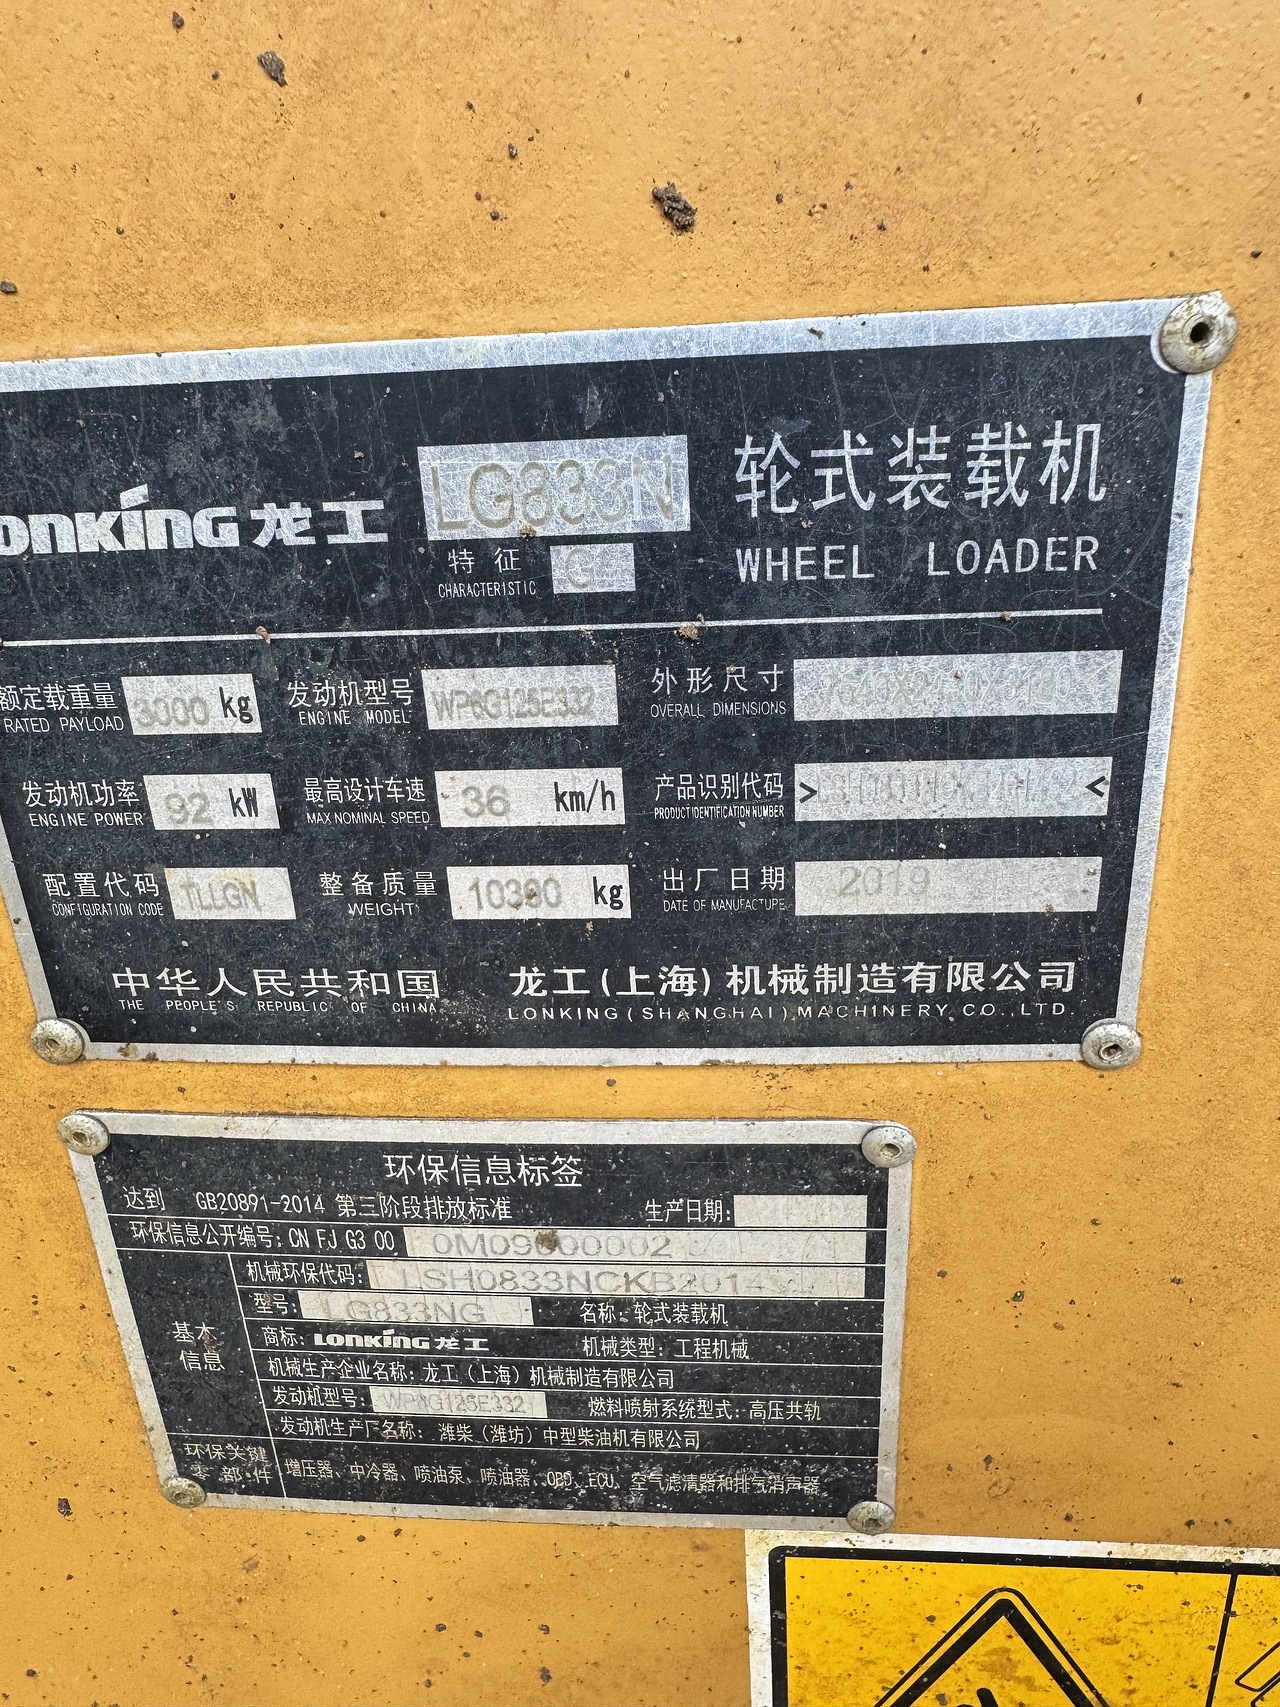 LONKING 龙工 LG833N 轮式装载机
特征 G
CHARACTERISTIC WHEEL LOADER
额定载重量 3000 kg 发动机型号 WP6G125E332 外形尺寸
RATED PAYLOAD ENGINE MODEL OVERALL DIMENSIONS
发动机功率 92 kW 最高设计车速 36 km/h 产品识别代码 > <
ENGINE POWER MAX NOMINAL SPEED PRODUCT IDENTIFICATION NUMBER
配置代码 TLLGN 整备质量 kg 出厂日期 2019
CONFIGURATION CODE WEIGHT DATE OF MANUFACTUPE
中华人民共和国 龙工(上海)机械制造有限公司
THE PEOPLE'S REPUBLIC OF CHINA LONKING(SHANGHAI)MACHINERY CO.,LTD.
环保信息标签
达到 GB20891-2014 第三阶段排放标准 生产日期:
环保信息公开编号: CN FJ G3 00
机械环保代码:
型号: LG833NG 名称: 轮式装载机
基本信息
商标: LONKING 龙工 机械类型: 工程机械
机械生产企业名称: 龙工(上海)机械制造有限公司
发动机型号: WP6G125E332 燃料喷射系统型式: 高压共轨
发动机生产厂名称: 潍柴(潍坊)中型柴油机有限公司
环保关键零部件 增压器、中冷器、喷油泵、喷油器、OBD、ECU、空气滤清器和排气消声器